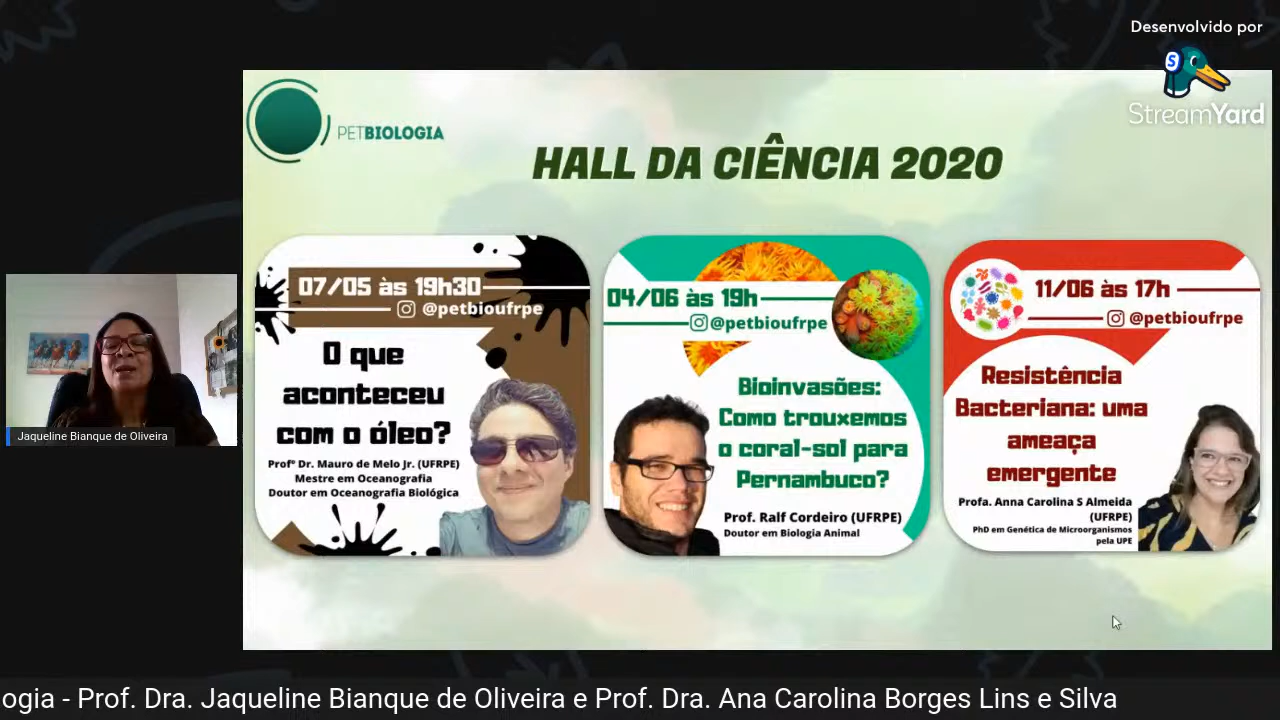 Desenvolvido por
StreamYard
PETBIOLOGIA
HALL DA CIÊNCIA 2020
07/05 às 19h30
@petbioufrpe
O que
aconteceu
com o óleo?
Profº Dr. Mauro de Melo Jr. (UFRPE)
Mestre em Oceanografia
Doutor em Oceanografia Biológica
04/06 às 19h
@petbioufrpe
Bioinvasões:
Como trouxemos
o coral-sol para
Pernambuco?
Prof. Ralf Cordeiro (UFRPE)
Doutor em Biologia Animal
11/06 às 17h
@petbioufrpe
Resistência
Bacteriana: uma
ameaça
emergente
Profa. Anna Carolina S Almeida
(UFRPE)
PhD em Genética de Microorganismos
pela UPE
Jaqueline Bianque de Oliveira
ogia - Prof. Dra. Jaqueline Bianque de Oliveira e Prof. Dra. Ana Carolina Borges Lins e Silva